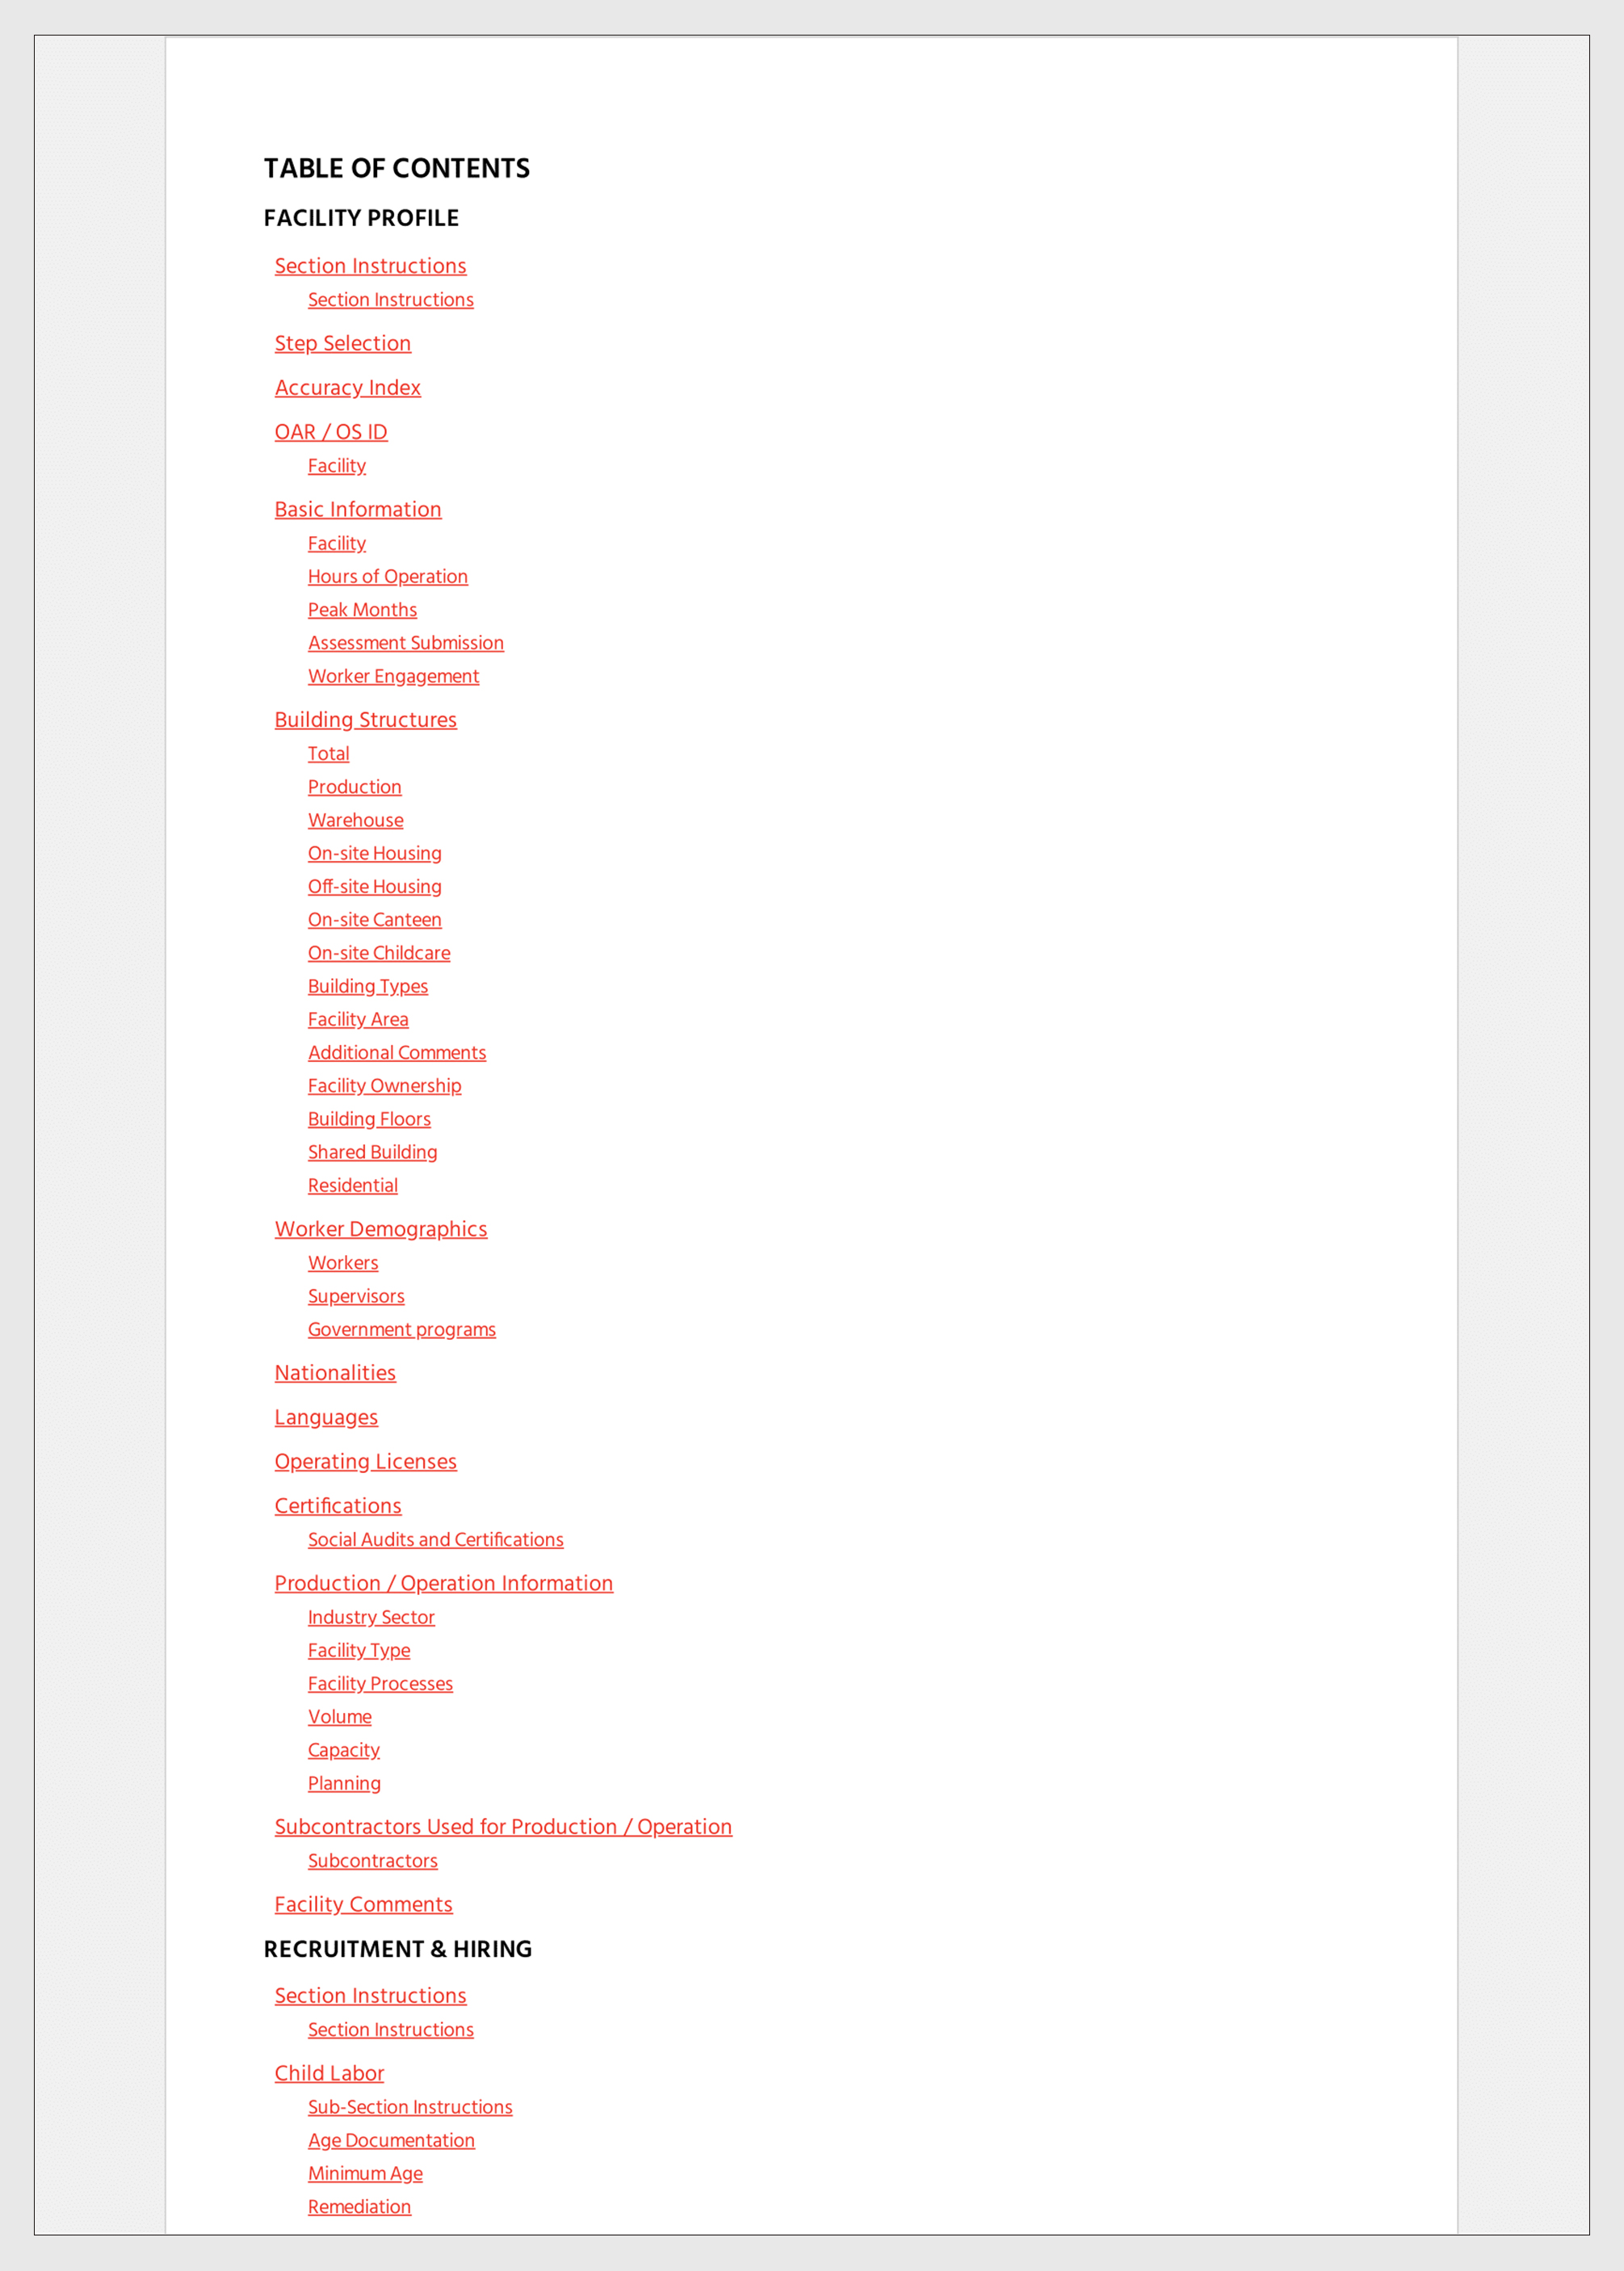 TABLE OF CONTENTS
FACILITY PROFILE
Section Instructions
Section Instructions
Step Selection
Accuracy Index
OAR / OS ID
Facility
Basic Information
Facility
Hours of Operation
Peak Months
Assessment Submission
Worker Engagement
Building Structures
Total
Production
Warehouse
On-site Housing
Off-site Housing
On-site Canteen
On-site Childcare
Building Types
Facility Area
Additional Comments
Facility Ownership
Building Floors
Shared Building
Residential
Worker Demographics
Workers
Supervisors
Government programs
Nationalities
Languages
Operating Licenses
Certifications
Social Audits and Certifications
Production / Operation Information
Industry Sector
Facility Type
Facility Processes
Volume
Capacity
Planning
Subcontractors Used for Production / Operation
Subcontractors
Facility Comments
RECRUITMENT & HIRING
Section Instructions
Section Instructions
Child Labor
Sub-Section Instructions
Age Documentation
Minimum Age
Remediation